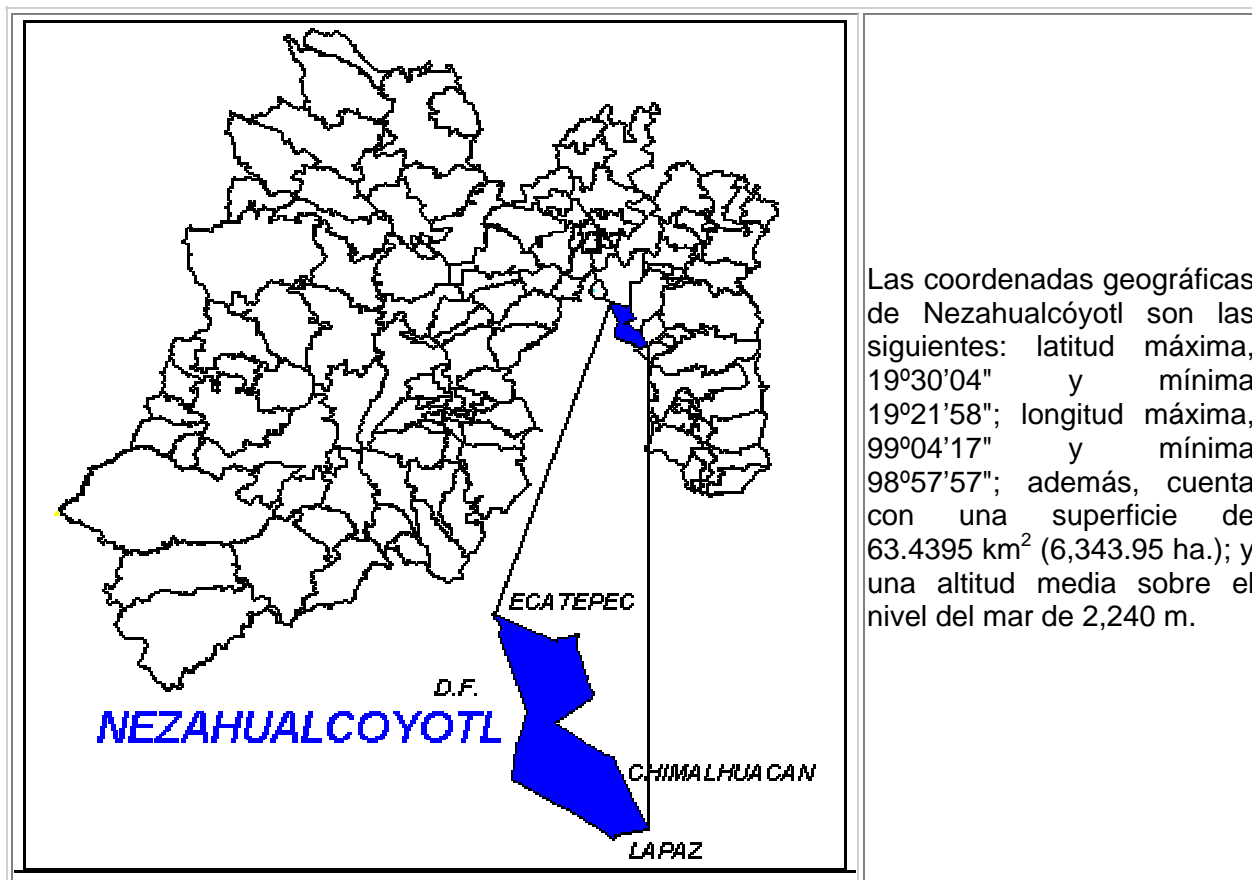 ECATEPEC
D.F.
NEZAHUALCOYOTL
CHIMALHUACAN
LA PAZ
Las coordenadas geográficas
de Nezahualcóyotl son las
siguientes: latitud máxima,
19º30’04" y mínima
19º21’58"; longitud máxima,
99º04’17" y mínima
98º57’57"; además, cuenta
con una superficie de
63.4395 km² (6,343.95 ha.); y
una altitud media sobre el
nivel del mar de 2,240 m.